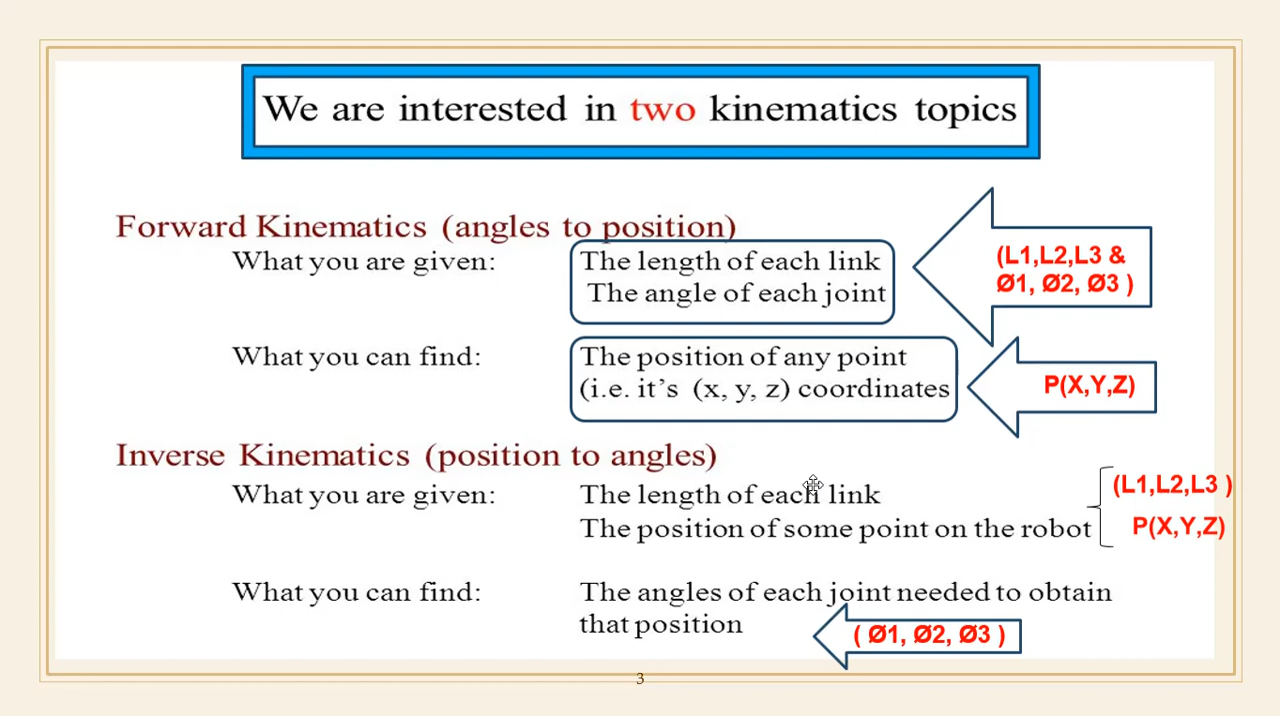 We are interested in two kinematics topics
Forward Kinematics (angles to position)
What you are given: The length of each link
The angle of each joint
(L1,L2,L3 &
Ø1, Ø2, Ø3 )
What you can find: The position of any point
(i.e. it’s (x, y, z) coordinates
P(X,Y,Z)
Inverse Kinematics (position to angles)
What you are given: The length of each link
The position of some point on the robot
(L1,L2,L3 )
P(X,Y,Z)
What you can find: The angles of each joint needed to obtain
that position
( Ø1, Ø2, Ø3 )
3